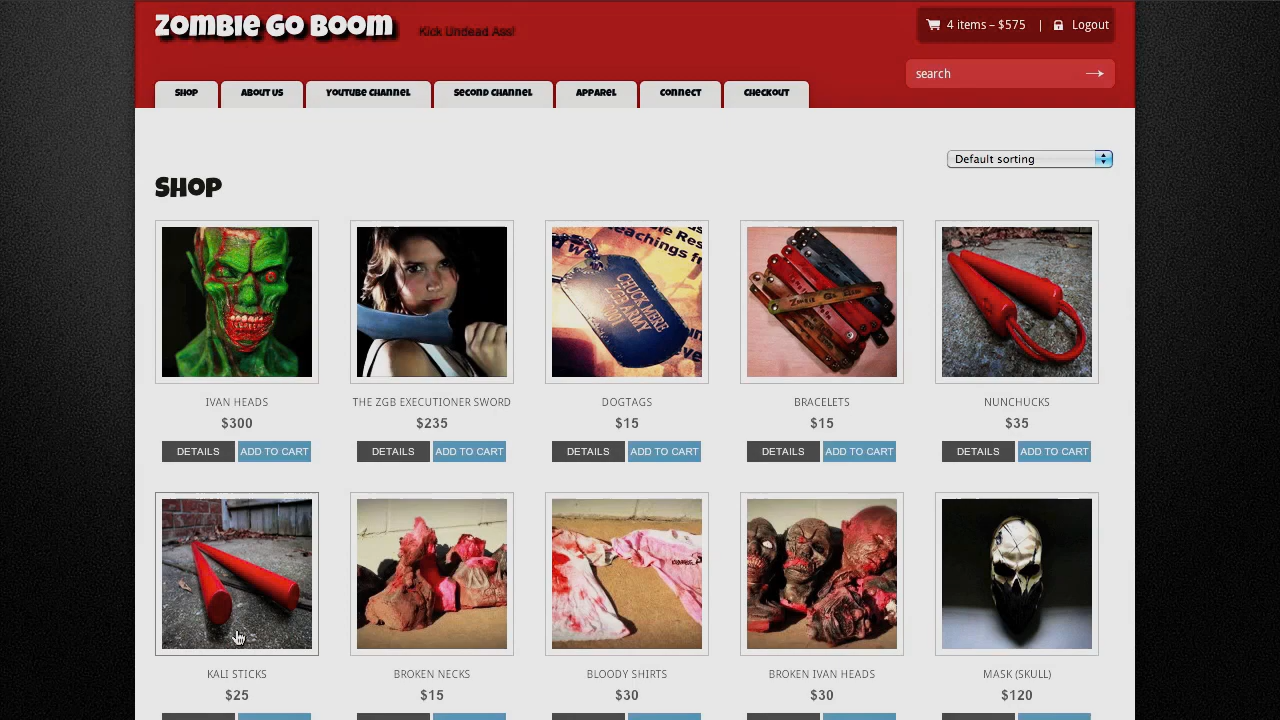 Zombie Go Boom
Kick Undead Ass!
4 items – $575 | Logout
search
SHOP ABOUT US YOUTUBE CHANNEL SECOND CHANNEL APPAREL CONNECT CHECKOUT
Default sorting
SHOP
CHUCK MERE
ZGB ARMY
Zombie Go Boom
IVAN HEADS THE ZGB EXECUTIONER SWORD DOGTAGS BRACELETS NUNCHUCKS
$300 $235 $15 $15 $35
DETAILS ADD TO CART DETAILS ADD TO CART DETAILS ADD TO CART DETAILS ADD TO CART DETAILS ADD TO CART
KALI STICKS BROKEN NECKS BLOODY SHIRTS BROKEN IVAN HEADS MASK (SKULL)
$25 $15 $30 $30 $120